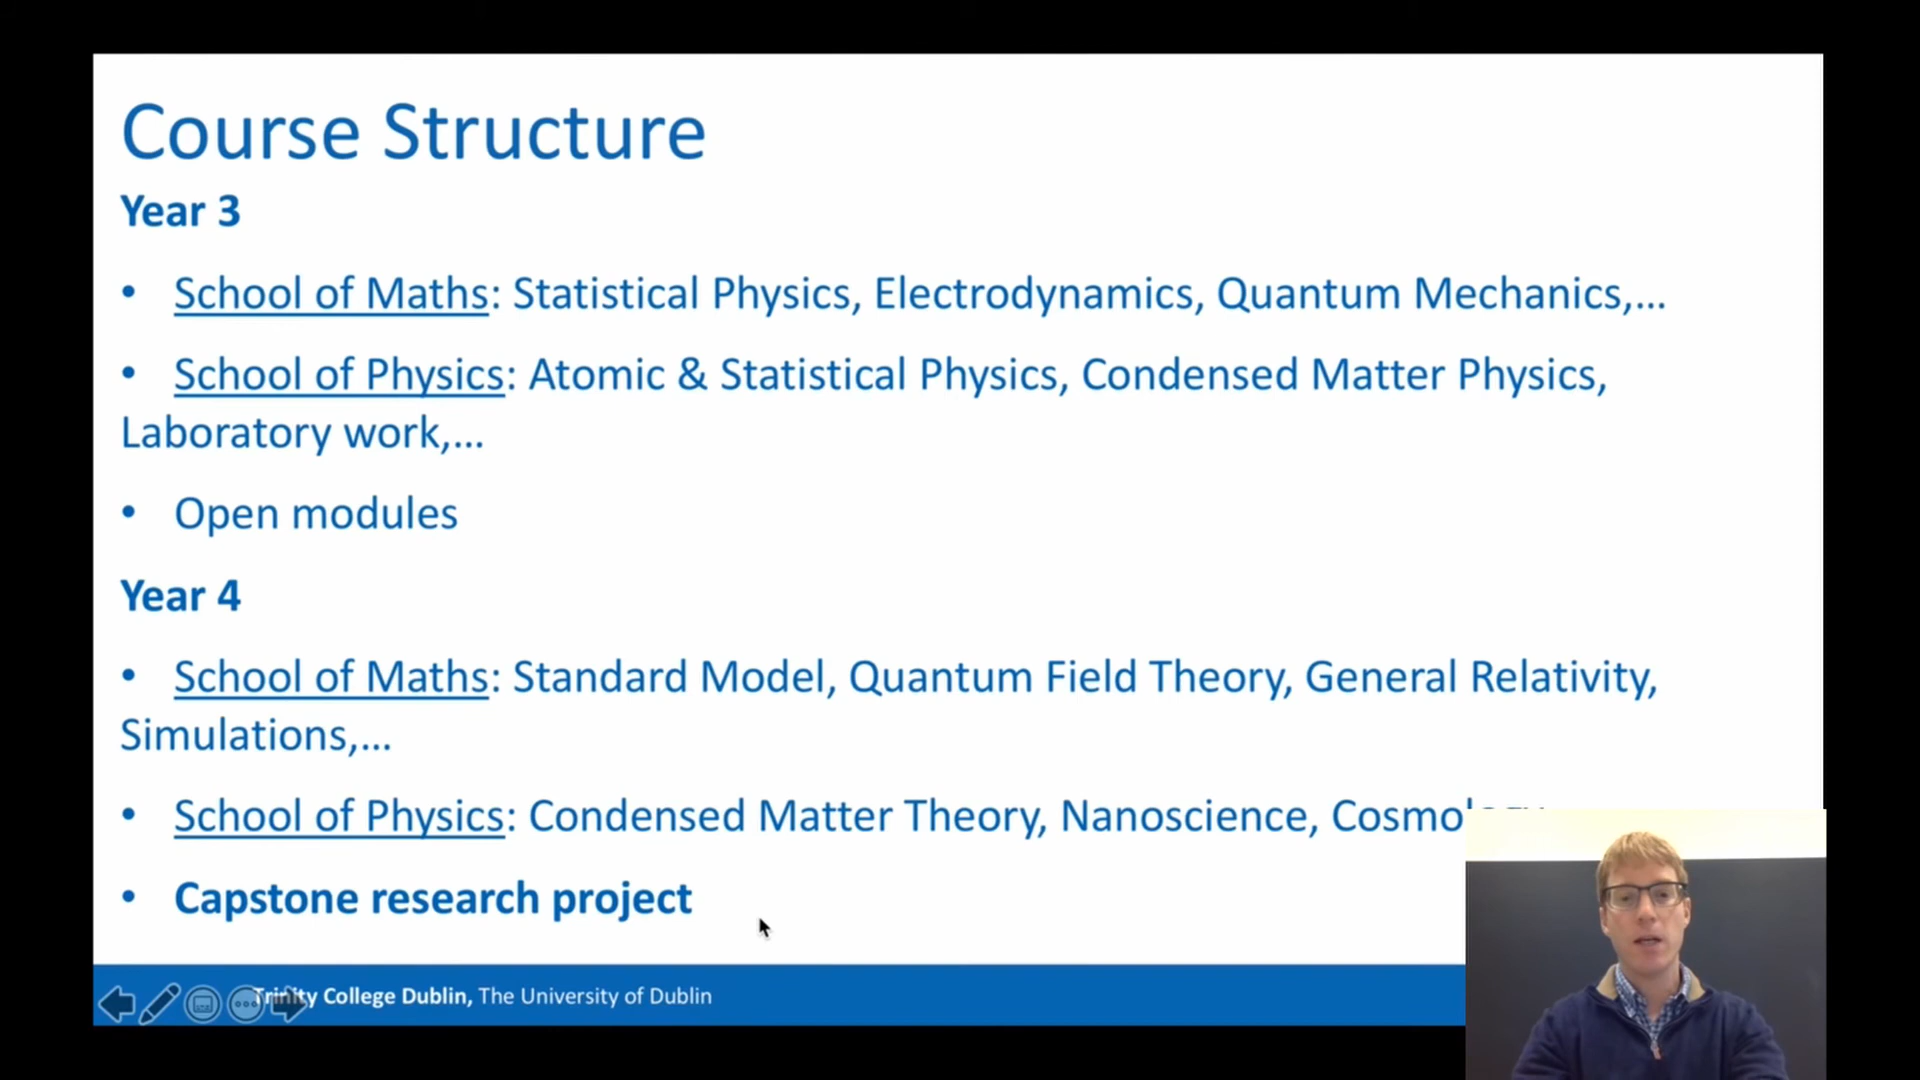 Course Structure
Year 3
• School of Maths: Statistical Physics, Electrodynamics, Quantum Mechanics,...
• School of Physics: Atomic & Statistical Physics, Condensed Matter Physics,
Laboratory work,...
• Open modules
Year 4
• School of Maths: Standard Model, Quantum Field Theory, General Relativity,
Simulations,...
• School of Physics: Condensed Matter Theory, Nanoscience, Cosmology
• Capstone research project
Trinity College Dublin, The University of Dublin